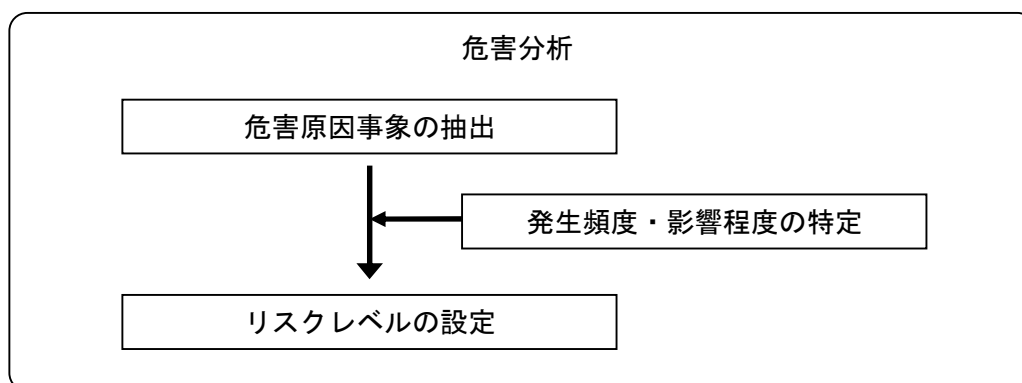 危害分析
危害原因事象の抽出
発生頻度・影響程度の特定
リスクレベルの設定